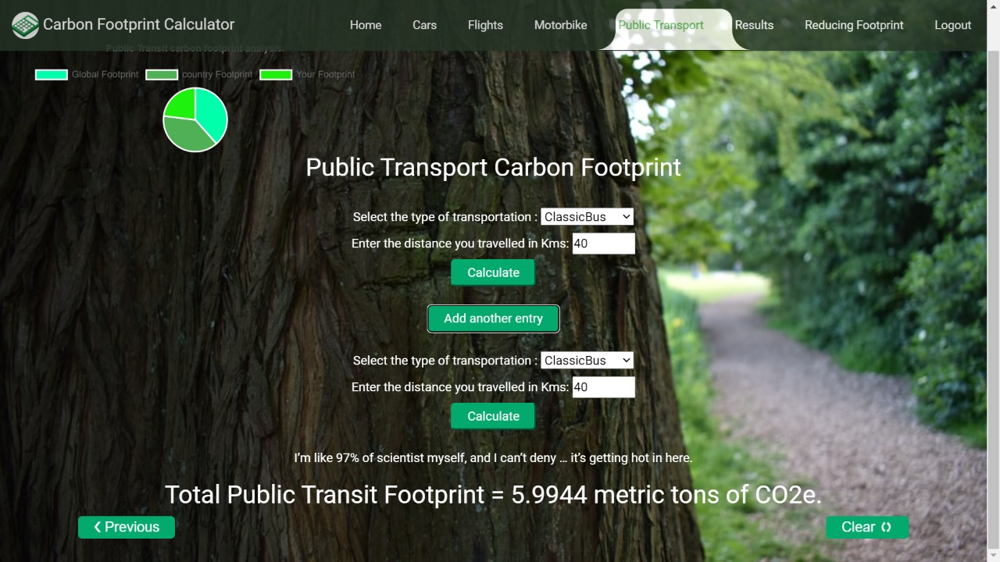 Carbon Footprint Calculator Home Cars Flights Motorbike Public Transport Results Reducing Footprint Logout
Public Transit carbon footprint analysis.
Global Footprint country Footprint Your Footprint
Public Transport Carbon Footprint
Select the type of transportation : ClassicBus
Enter the distance you travelled in Kms: 40
Calculate
Add another entry
Select the type of transportation : ClassicBus
Enter the distance you travelled in Kms: 40
Calculate
I’m like 97% of scientist myself, and I can’t deny ... it’s getting hot in here.
Total Public Transit Footprint = 5.9944 metric tons of CO2e.
❮ Previous Clear